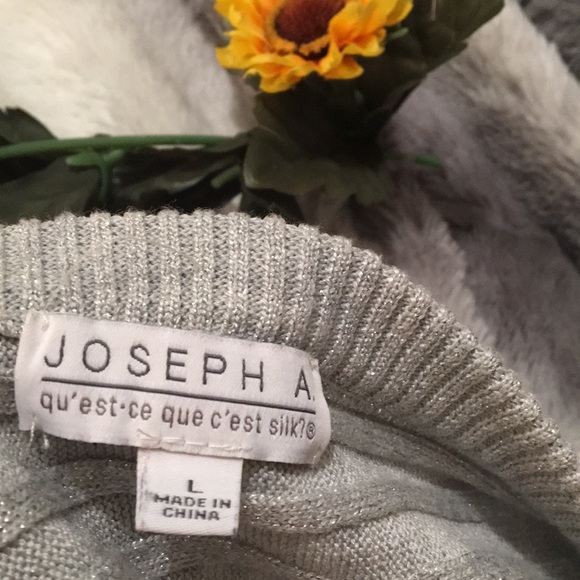 JOSEPH A.
qu'est·ce que c'est silk?®
L
MADE IN
CHINA